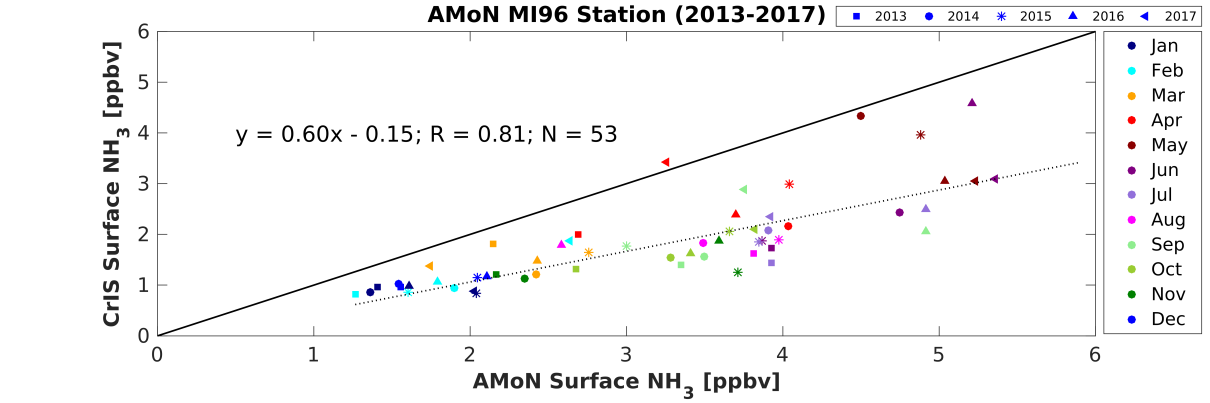 AMoN MI96 Station (2013-2017)
2013 2014 2015 2016 2017
CrIS Surface NH3 [ppbv]
6
5
4
3
2
1
0
y = 0.60x - 0.15; R = 0.81; N = 53
Jan
Feb
Mar
Apr
May
Jun
Jul
Aug
Sep
Oct
Nov
Dec
0 1 2 3 4 5 6
AMoN Surface NH3 [ppbv]